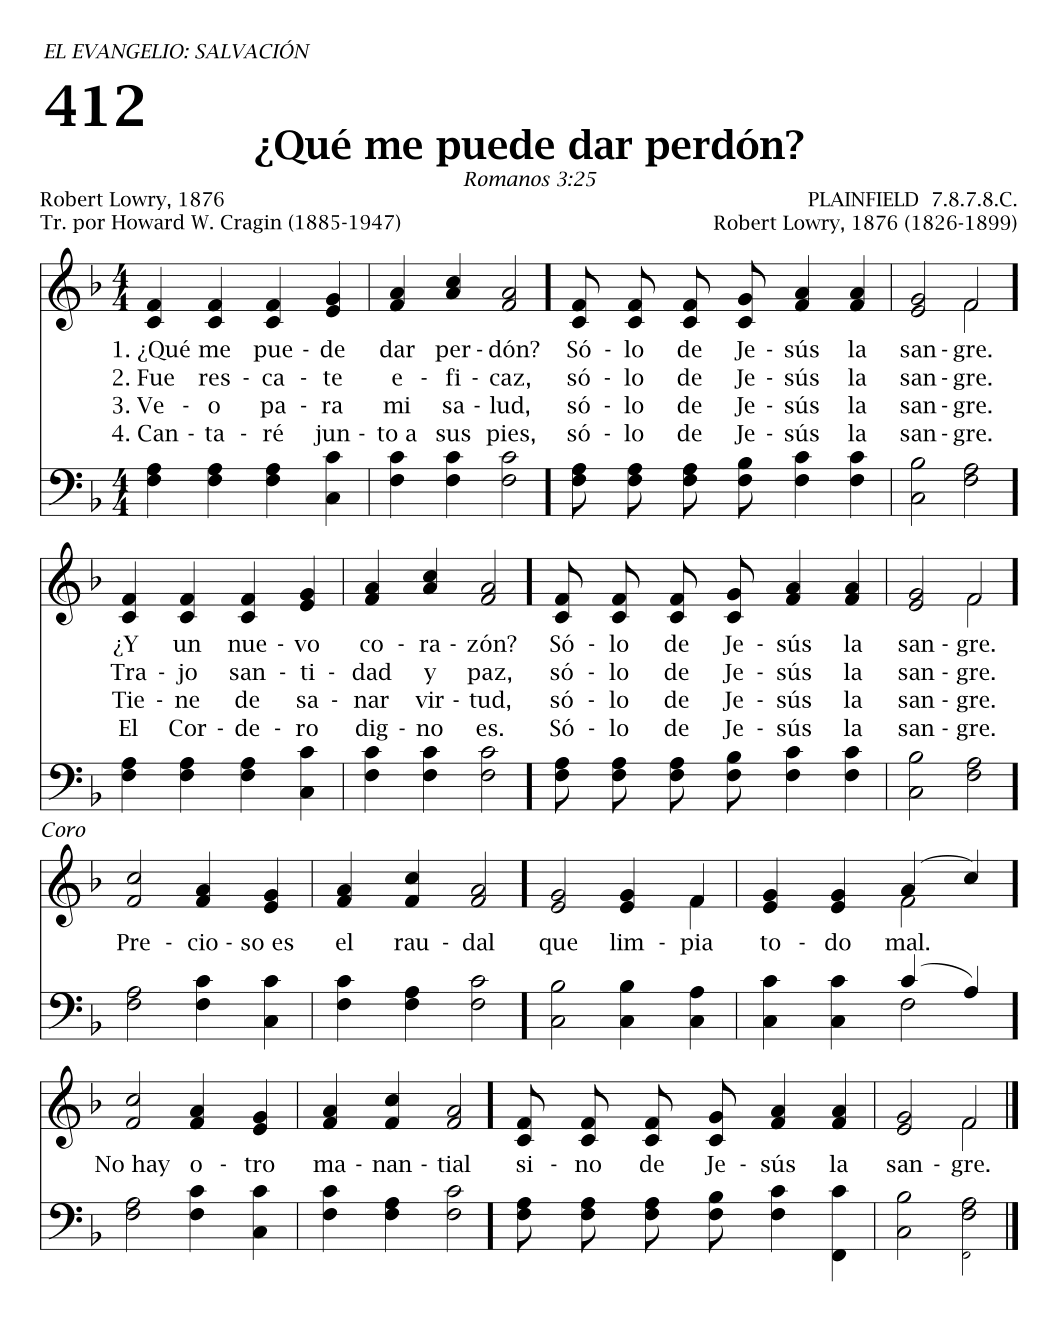 EL EVANGELIO: SALVACIÓN
412
¿Qué me puede dar perdón?
Romanos 3:25
Robert Lowry, 1876
PLAINFIELD 7.8.7.8.C.
Tr. por Howard W. Cragin (1885-1947)
Robert Lowry, 1876 (1826-1899)
1. ¿Qué me pue - de dar per - dón? Só - lo de Je - sús la san - gre.
2. Fue res - ca - te e - fi - caz, só - lo de Je - sús la san - gre.
3. Ve - o pa - ra mi sa - lud, só - lo de Je - sús la san - gre.
4. Can - ta - ré jun - to a sus pies, só - lo de Je - sús la san - gre.
¿Y un nue - vo co - ra - zón? Só - lo de Je - sús la san - gre.
Tra - jo san - ti - dad y paz, só - lo de Je - sús la san - gre.
Tie - ne de sa - nar vir - tud, só - lo de Je - sús la san - gre.
El Cor - de - ro dig - no es. Só - lo de Je - sús la san - gre.
Coro
Pre - cio - so es el rau - dal que lim - pia to - do mal.
No hay o - tro ma - nan - tial si - no de Je - sús la san - gre.